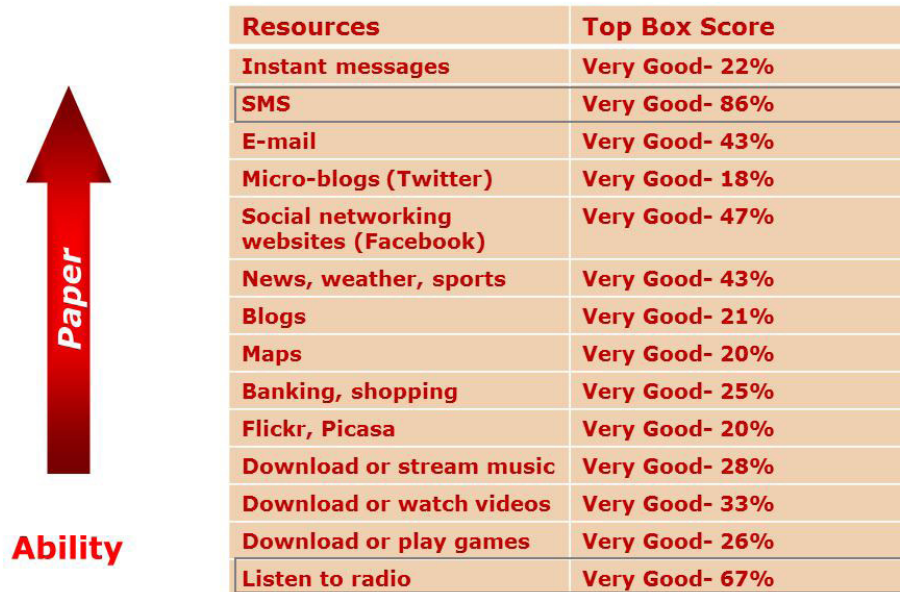 Resources Top Box Score
Instant messages Very Good- 22%
SMS Very Good- 86%
E-mail Very Good- 43%
Micro-blogs (Twitter) Very Good- 18%
Social networking Very Good- 47%
websites (Facebook)
News, weather, sports Very Good- 43%
Blogs Very Good- 21%
Maps Very Good- 20%
Banking, shopping Very Good- 25%
Flickr, Picasa Very Good- 20%
Download or stream music Very Good- 28%
Download or watch videos Very Good- 33%
Download or play games Very Good- 26%
Listen to radio Very Good- 67%
Paper
Ability